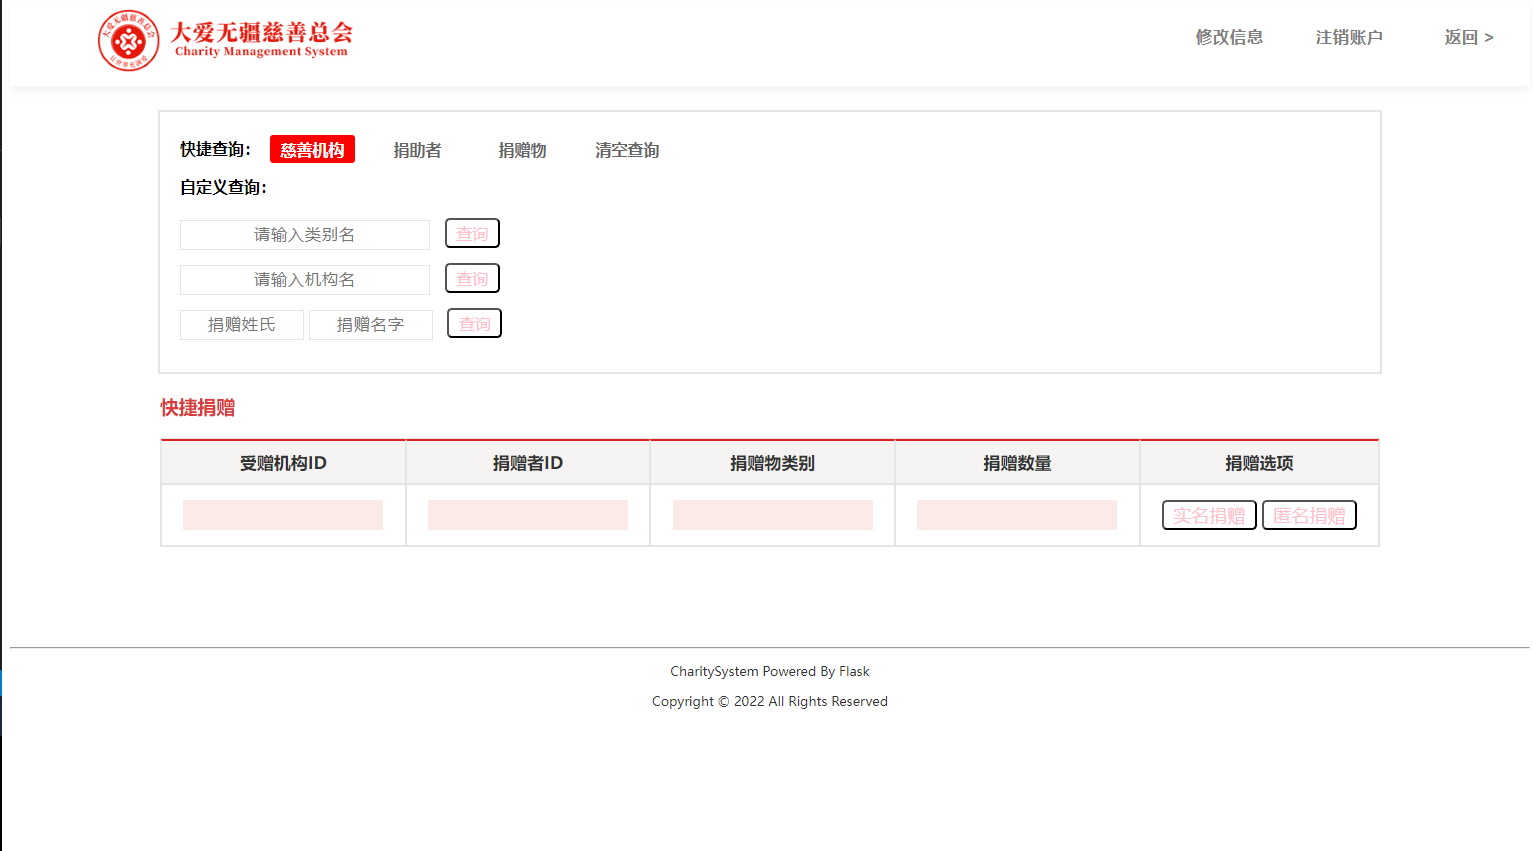 大爱无疆慈善总会
Charity Management System
修改信息 注销账户 返回 >
快捷查询： 慈善机构 捐助者 捐赠物 清空查询
自定义查询：
请输入类别名 查询
请输入机构名 查询
捐赠姓氏 捐赠名字 查询
快捷捐赠
受赠机构ID 捐赠者ID 捐赠物类别 捐赠数量 捐赠选项
实名捐赠 匿名捐赠
CharitySystem Powered By Flask
Copyright © 2022 All Rights Reserved